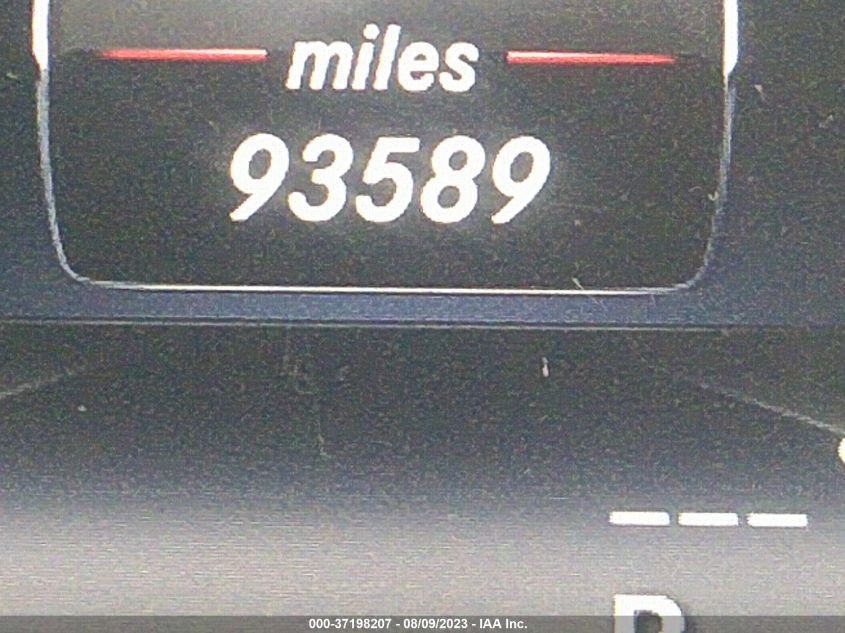 miles
93589
---
P
000-37198207 - 08/09/2023 - IAA Inc.